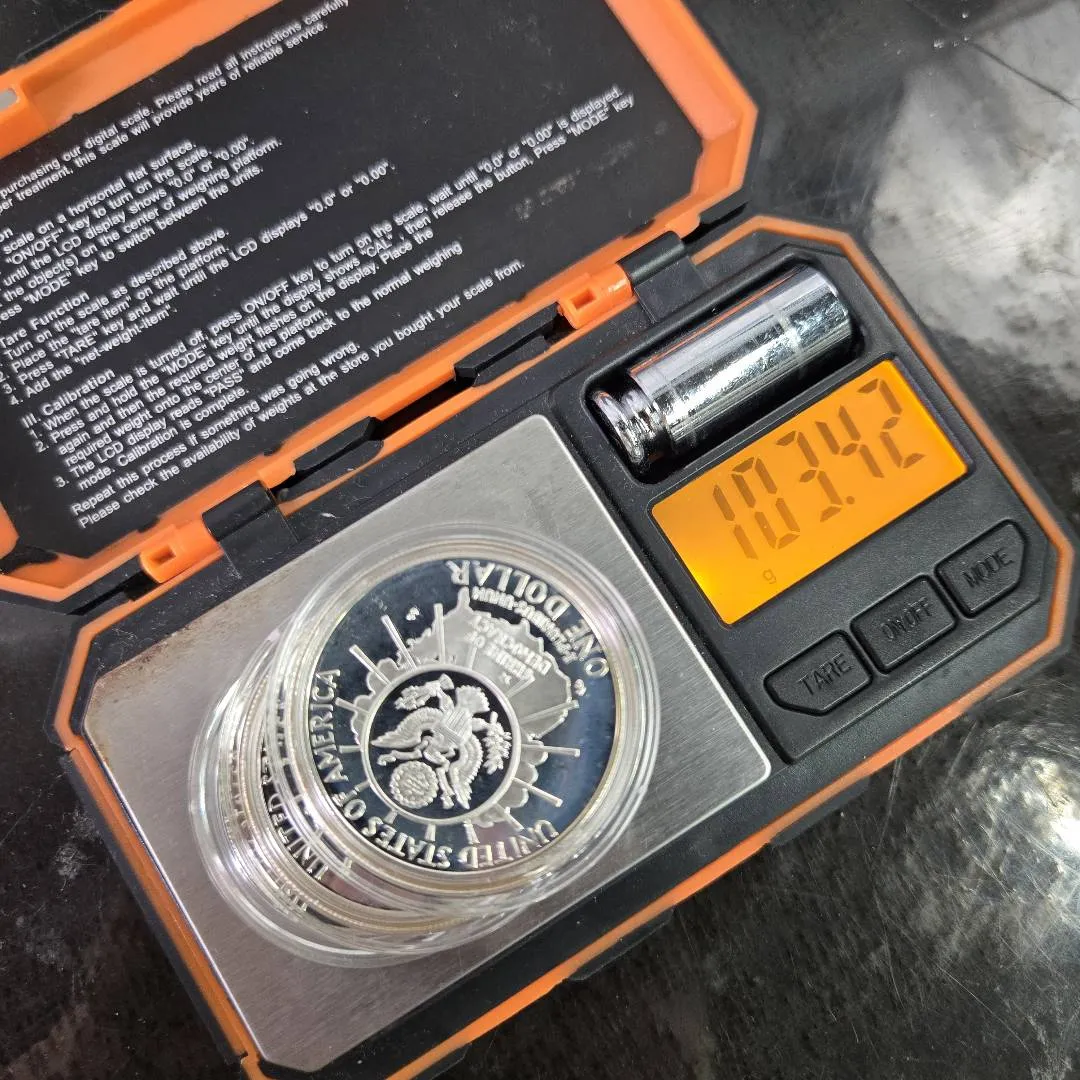 purchasing our digital scale. Please read all instructions carefully
per treatment, this scale will provide years of reliable service.
on
scale on a horizontal flat surface.
"ON/OFF" key to turn on the scale.
until the LCD display shows "0.0" or "0.00".
the object(s) on the center of weighing platform.
ess "MODE" key to switch between the units.
Tare Function
Turn on the scale as described above.
Place the "tare item" on the platform.
3. Press "TARE" key and wait until the LCD displays "0.0" or "0.00".
4. Add the "net-weight-item".
III. Calibration
1. When the scale is turned off, press ON/OFF key to turn on the scale, wait until "0.0" or "0.00" is displayed.
2. Press and hold the "MODE" key until the display shows "CAL", then release the button, Press "MODE" key
again and then the required weight flashes on the display. Place the
required weight onto the center of the platform.
The LCD display reads "PASS" and come back to the normal weighing
3. mode. Calibration is complete.
Repeat this process if something was going wrong.
Please check the availability of weights at the store you bought your scale from.
103.42
g
TARE
ON/OFF
MODE
UNITED STATES OF AMERICA
ONE DOLLAR
E·PLURIBUS·UNUM
SHRINE OF
DEMOCRACY
UNITED